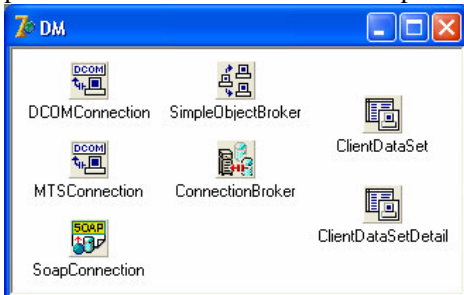 DM
DCOM
DCOMConnection
SimpleObjectBroker
ClientDataSet
DCOM
MTSConnection
ConnectionBroker
ClientDataSetDetail
SOAP
SoapConnection